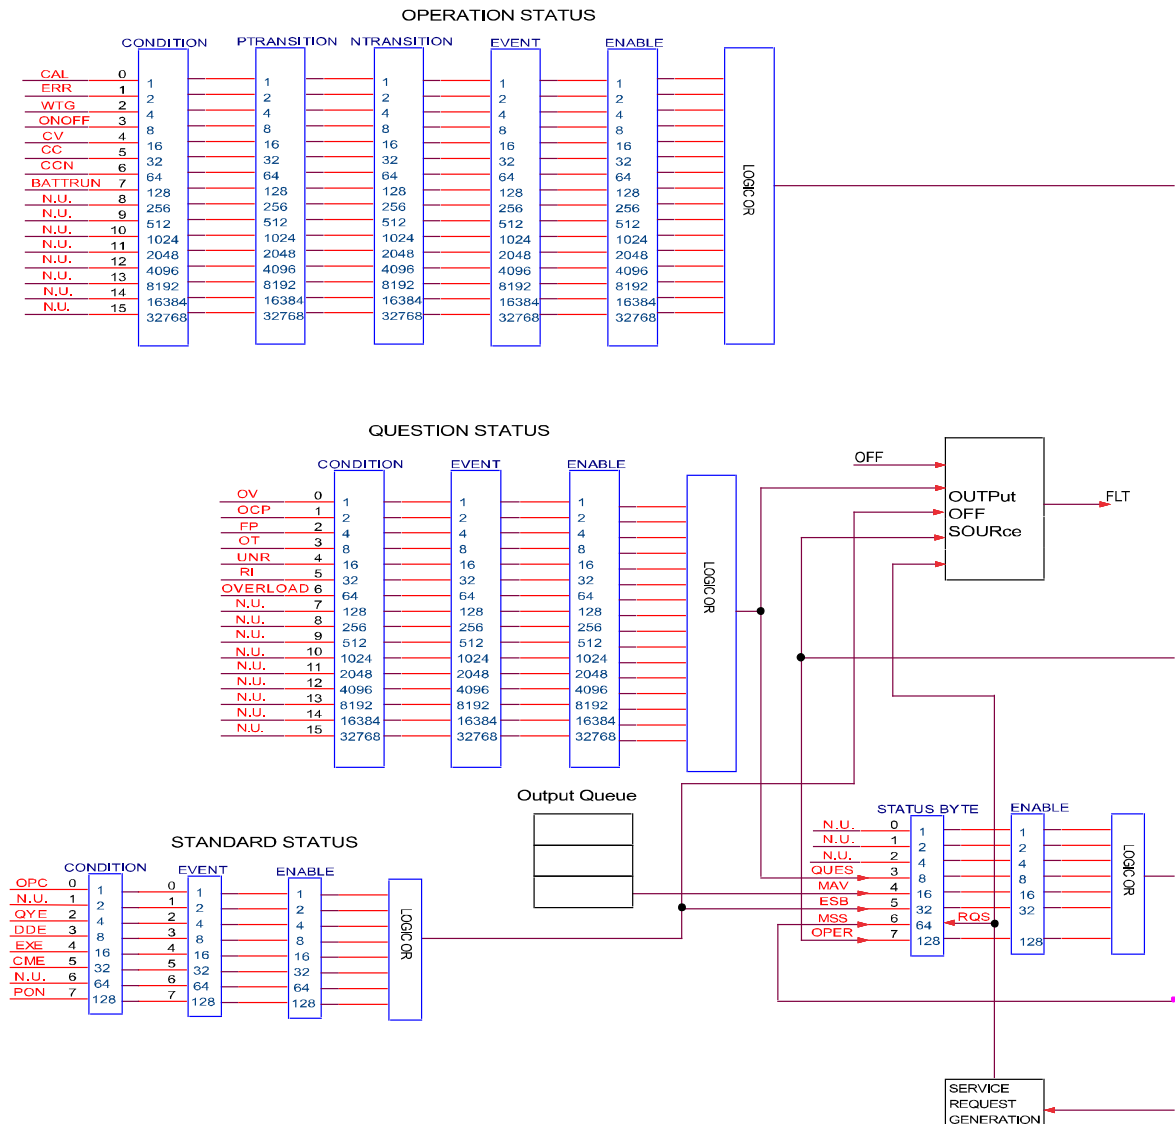 OPERATION STATUS
CONDITION PTRANSITION NTRANSITION EVENT ENABLE
CAL 0 1 1 1 1 1
ERR 1 2 2 2 2 2
WTG 2 4 4 4 4 4
ONOFF 3 8 8 8 8 8
CV 4 16 16 16 16 16
CC 5 32 32 32 32 32
CCN 6 64 64 64 64 64
BATTRUN 7 128 128 128 128 128
N.U. 8 256 256 256 256 256
N.U. 9 512 512 512 512 512
N.U. 10 1024 1024 1024 1024 1024
N.U. 11 2048 2048 2048 2048 2048
N.U. 12 4096 4096 4096 4096 4096
N.U. 13 8192 8192 8192 8192 8192
N.U. 14 16384 16384 16384 16384 16384
N.U. 15 32768 32768 32768 32768 32768
LOGIC OR
QUESTION STATUS
CONDITION EVENT ENABLE
OV 0 1 1 1
OCP 1 2 2 2
FP 2 4 4 4
OT 3 8 8 8
UNR 4 16 16 16
RI 5 32 32 32
OVERLOAD 6 64 64 64
N.U. 7 128 128 128
N.U. 8 256 256 256
N.U. 9 512 512 512
N.U. 10 1024 1024 1024
N.U. 11 2048 2048 2048
N.U. 12 4096 4096 4096
N.U. 13 8192 8192 8192
N.U. 14 16384 16384 16384
N.U. 15 32768 32768 32768
LOGIC OR
OFF
OUTPut
OFF
SOURce
FLT
Output Queue
STANDARD STATUS
CONDITION EVENT ENABLE
OPC 0 1 0 1 1
N.U. 1 2 1 2 2
QYE 2 4 2 4 4
DDE 3 8 3 8 8
EXE 4 16 4 16 16
CME 5 32 5 32 32
N.U. 6 64 6 64 64
PON 7 128 7 128 128
LOGIC OR
STATUS BYTE ENABLE
N.U. 0 1 1
N.U. 1 2 2
N.U. 2 4 4
QUES 3 8 8
MAV 4 16 16
ESB 5 32 32
MSS 6 64 RQS
OPER 7 128 128
LOGIC OR
SERVICE
REQUEST
GENERATION